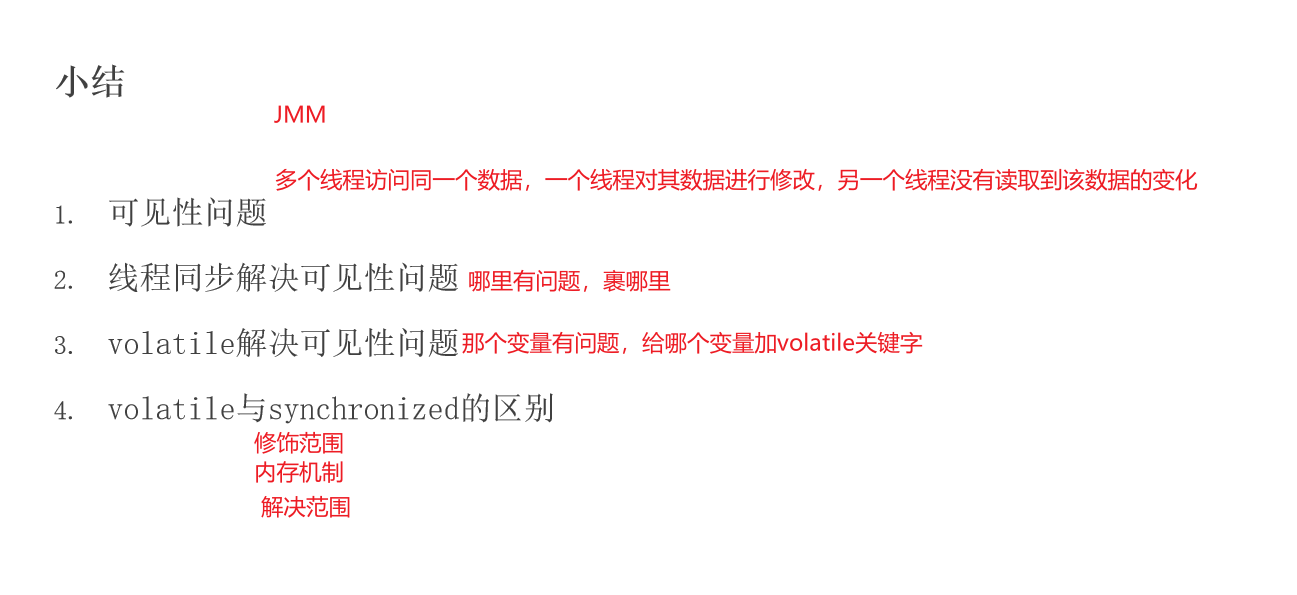 小结
JMM
多个线程访问同一个数据，一个线程对其数据进行修改，另一个线程没有读取到该数据的变化
1. 可见性问题
2. 线程同步解决可见性问题 哪里有问题，裹哪里
3. volatile解决可见性问题那个变量有问题，给哪个变量加volatile关键字
4. volatile与synchronized的区别
修饰范围
内存机制
解决范围